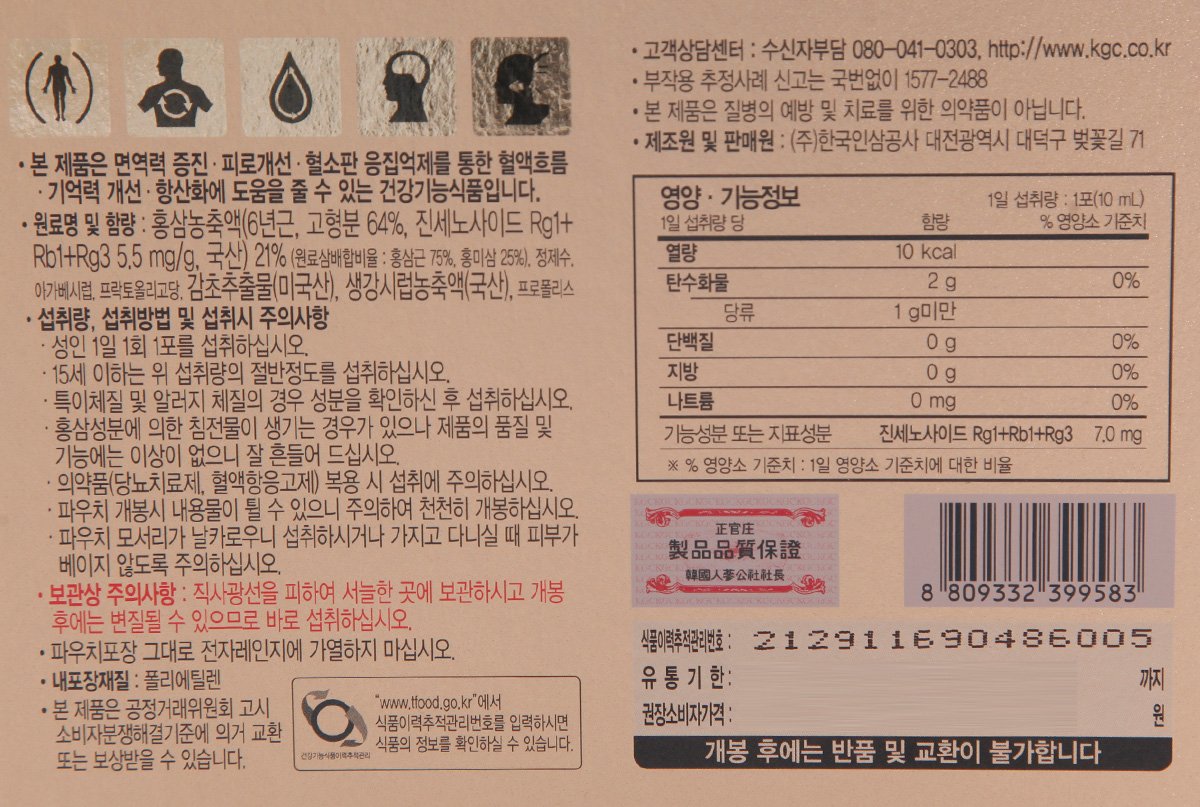 • 본 제품은 면역력 증진 · 피로개선 · 혈소판 응집억제를 통한 혈액흐름
· 기억력 개선 · 항산화에 도움을 줄 수 있는 건강기능식품입니다.
• 원료명 및 함량 : 홍삼농축액(6년근, 고형분 64%, 진세노사이드 Rg1+
Rb1+Rg3 5.5 mg/g, 국산) 21% (원료삼배합비율 : 홍삼근 75%, 홍미삼 25%), 정제수,
아가베시럽, 프락토올리고당, 감초추출물(미국산), 생강시럽농축액(국산), 프로폴리스
• 섭취량, 섭취방법 및 섭취시 주의사항
· 성인 1일 1회 1포를 섭취하십시오.
· 15세 이하는 위 섭취량의 절반정도를 섭취하십시오.
· 특이체질 및 알러지 체질의 경우 성분을 확인하신 후 섭취하십시오.
· 홍삼성분에 의한 침전물이 생기는 경우가 있으나 제품의 품질 및
기능에는 이상이 없으니 잘 흔들어 드십시오.
· 의약품(당뇨치료제, 혈액항응고제) 복용 시 섭취에 주의하십시오.
· 파우치 개봉시 내용물이 튈 수 있으니 주의하여 천천히 개봉하십시오.
· 파우치 모서리가 날카로우니 섭취하시거나 가지고 다니실 때 피부가
베이지 않도록 주의하십시오.
• 보관상 주의사항 : 직사광선을 피하여 서늘한 곳에 보관하시고 개봉
후에는 변질될 수 있으므로 바로 섭취하십시오.
• 파우치포장 그대로 전자레인지에 가열하지 마십시오.
• 내포장재질 : 폴리에틸렌
• 본 제품은 공정거래위원회 고시
소비자분쟁해결기준에 의거 교환
또는 보상받을 수 있습니다.
건강기능식품이력추적관리
“www.tfood.go.kr”에서
식품이력추적관리번호를 입력하시면
식품의 정보를 확인하실 수 있습니다.
• 고객상담센터 : 수신자부담 080-041-0303, http://www.kgc.co.kr
• 부작용 추정사례 신고는 국번없이 1577-2488
• 본 제품은 질병의 예방 및 치료를 위한 의약품이 아닙니다.
• 제조원 및 판매원 : (주)한국인삼공사 대전광역시 대덕구 벚꽃길 71
영양 · 기능정보 1일 섭취량 : 1포(10 mL)
1일 섭취량 당 함량 % 영양소 기준치
열량 10 kcal
탄수화물 2 g 0%
당류 1 g미만
단백질 0 g 0%
지방 0 g 0%
나트륨 0 mg 0%
기능성분 또는 지표성분 진세노사이드 Rg1+Rb1+Rg3 7.0 mg
※ % 영양소 기준치 : 1일 영양소 기준치에 대한 비율
正官庄
製品品質保證
韓國人蔘公社社長
8 809332 399583
식품이력추적관리번호 : 212911690486005
유통기한 : 까지
권장소비자가격 : 원
개봉 후에는 반품 및 교환이 불가합니다